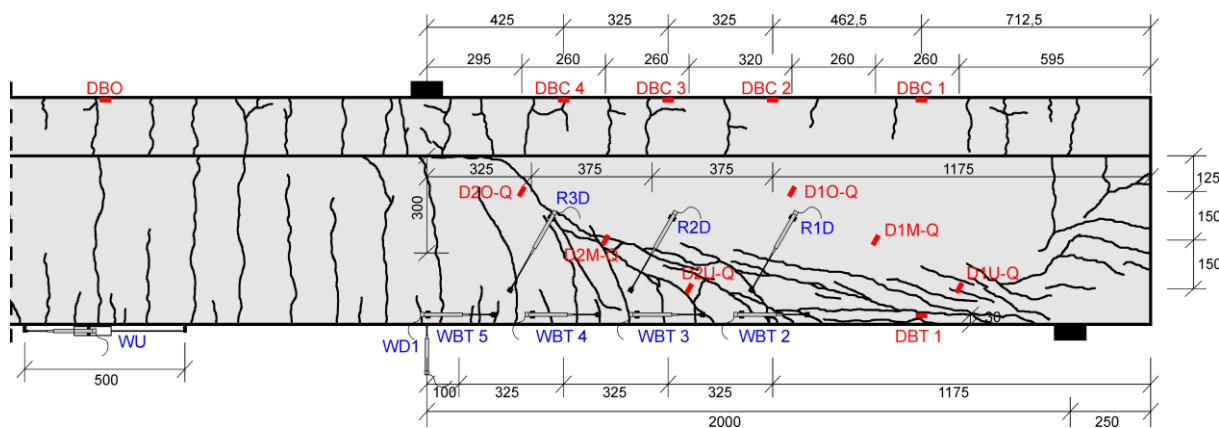 425 325 325 462,5 712,5
295 260 260 320 260 260 595
DBO DBC 4 DBC 3 DBC 2 DBC 1
325 375 375 1175
125
D2O-Q R3D D1O-Q
300 R2D R1D 150
D2M-Q D1M-Q
D2U-Q D1U-Q 150
30
WU WD1 WBT 5 WBT 4 WBT 3 WBT 2 DBT 1
500
100 325 325 325 1175
2000 250